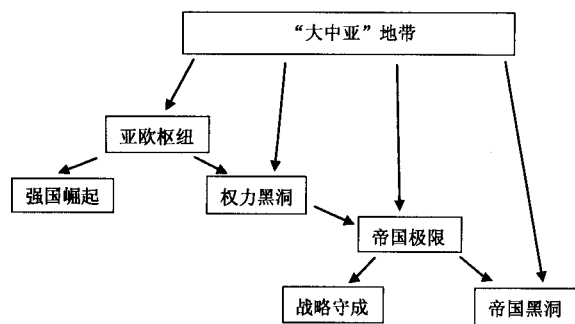 “大中亚”地带
亚欧枢纽
强国崛起
权力黑洞
帝国极限
战略守成
帝国黑洞